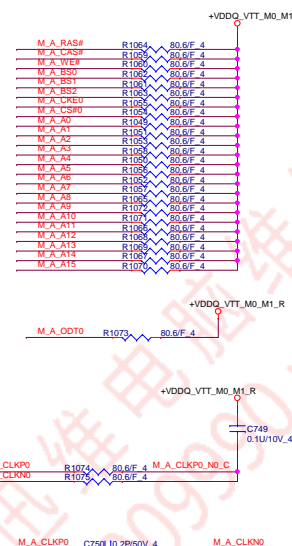 +VDDQ_VTT_M0_M1
M_A_RAS# R1064 80.6/F_4
M_A_CAS# R1059 80.6/F_4
M_A_WE# R1060 80.6/F_4
M_A_BS0 R1062 80.6/F_4
M_A_BS1 R1061 80.6/F_4
M_A_BS2 R1063 80.6/F_4
M_A_CKE0 R1055 80.6/F_4
M_A_CS#0 R1054 80.6/F_4
M_A_A0 R1049 80.6/F_4
M_A_A1 R1051 80.6/F_4
M_A_A2 R1053 80.6/F_4
M_A_A3 R1058 80.6/F_4
M_A_A4 R1050 80.6/F_4
M_A_A5 R1056 80.6/F_4
M_A_A6 R1052 80.6/F_4
M_A_A7 R1057 80.6/F_4
M_A_A8 R1065 80.6/F_4
M_A_A9 R1072 80.6/F_4
M_A_A10 R1071 80.6/F_4
M_A_A11 R1066 80.6/F_4
M_A_A12 R1068 80.6/F_4
M_A_A13 R1069 80.6/F_4
M_A_A14 R1067 80.6/F_4
M_A_A15 R1070 80.6/F_4
+VDDQ_VTT_M0_M1_R
M_A_ODT0 R1073 80.6/F_4
+VDDQ_VTT_M0_M1_R
C749
0.1U/10V_4
_CLKP0 R1074 80.6/F_4 M_A_CLKP0_N0_C
_CLKN0 R1075 80.6/F_4
M_A_CLKP0 C750 2.2P/50V_4 M_A_CLKN0